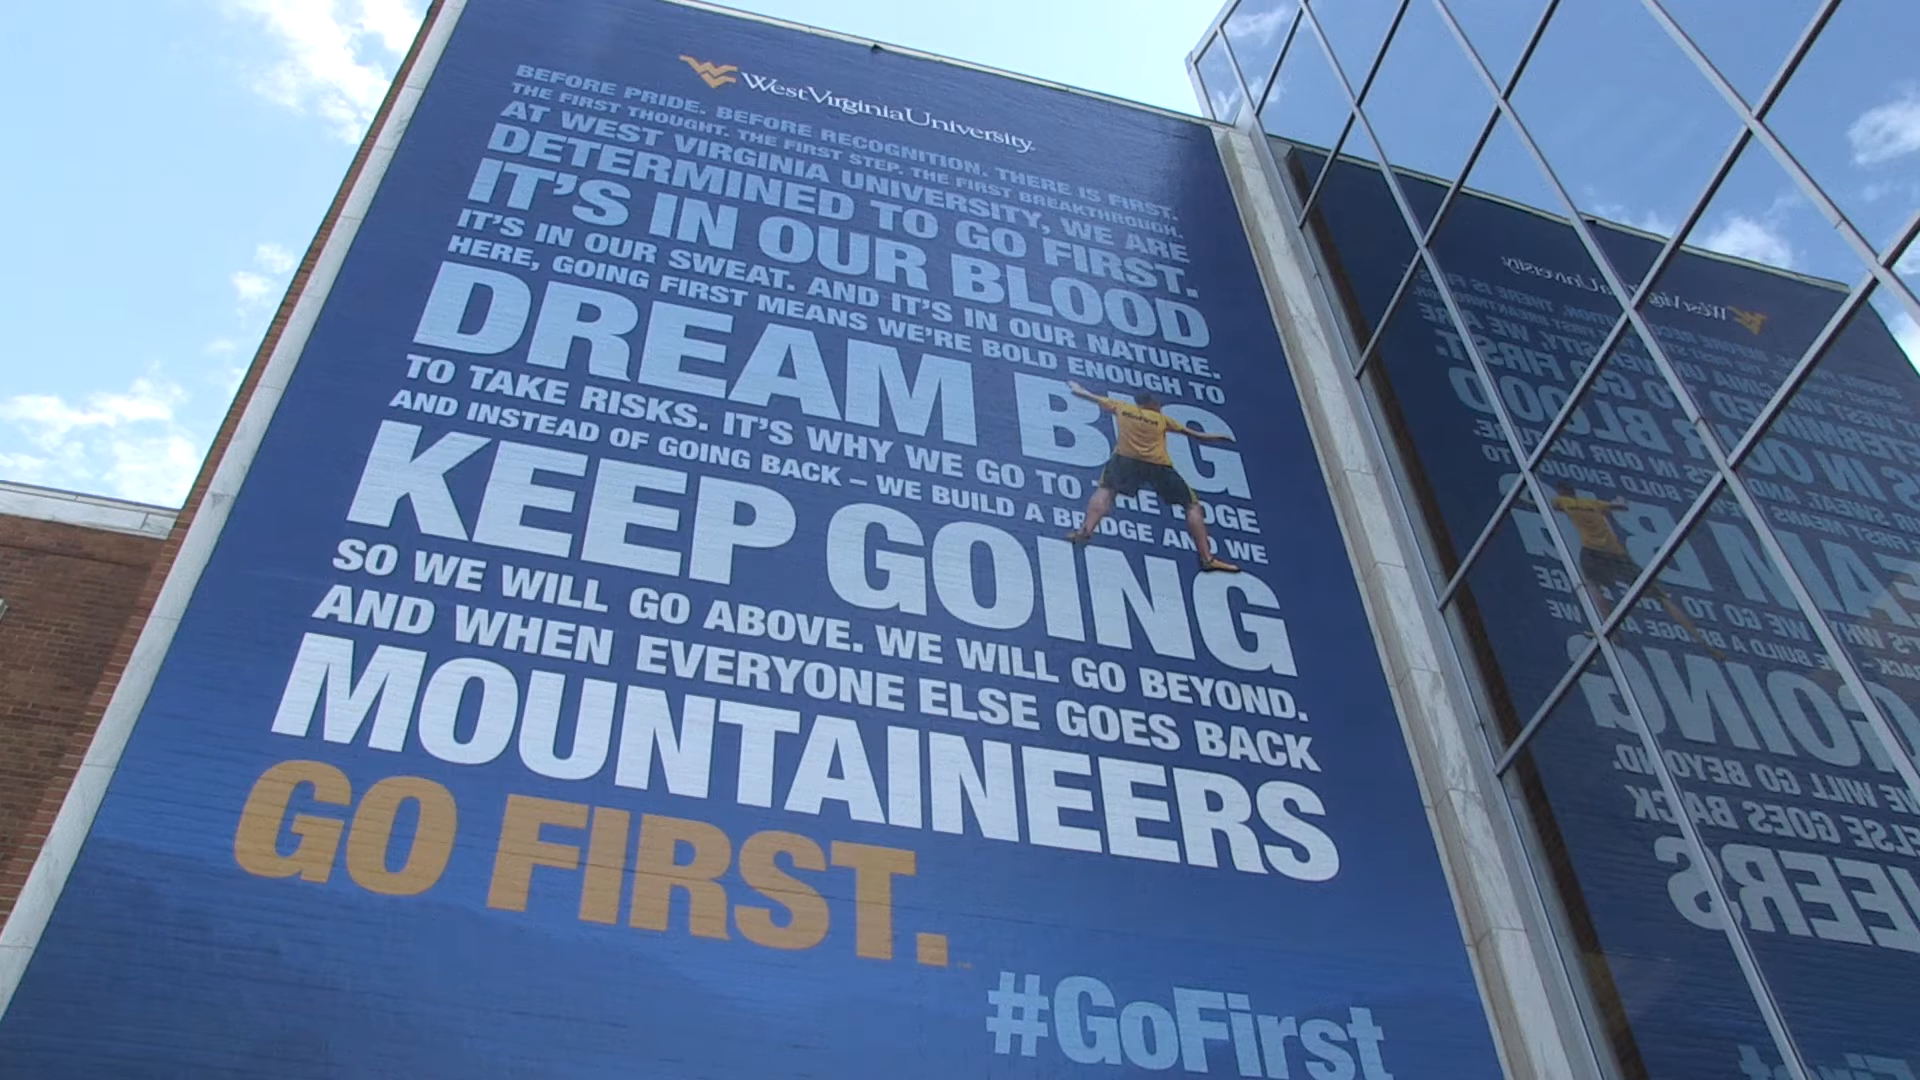 West Virginia University.
BEFORE PRIDE. BEFORE RECOGNITION. THERE IS FIRST.
THE FIRST THOUGHT. THE FIRST STEP. THE FIRST BREAKTHROUGH.
AT WEST VIRGINIA UNIVERSITY, WE ARE
DETERMINED TO GO FIRST.
IT'S IN OUR BLOOD
IT'S IN OUR SWEAT. AND IT'S IN OUR NATURE.
HERE, GOING FIRST MEANS WE'RE BOLD ENOUGH TO
DREAM BIG
TO TAKE RISKS. IT'S WHY WE GO TO THE EDGE
AND INSTEAD OF GOING BACK – WE BUILD A BRIDGE AND WE
KEEP GOING
SO WE WILL GO ABOVE. WE WILL GO BEYOND.
AND WHEN EVERYONE ELSE GOES BACK
MOUNTAINEERS
GO FIRST.
#GoFirst